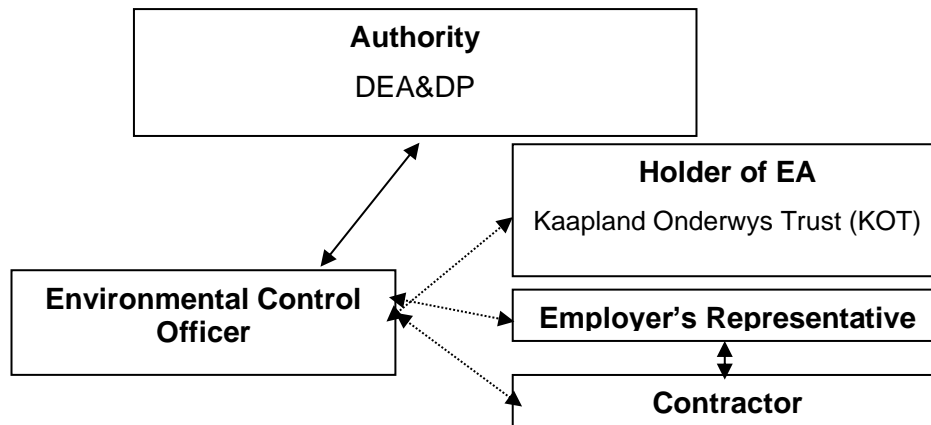 Authority
DEA&DP
Holder of EA
Kaapland Onderwys Trust (KOT)
Environmental Control
Officer
Employer's Representative
Contractor